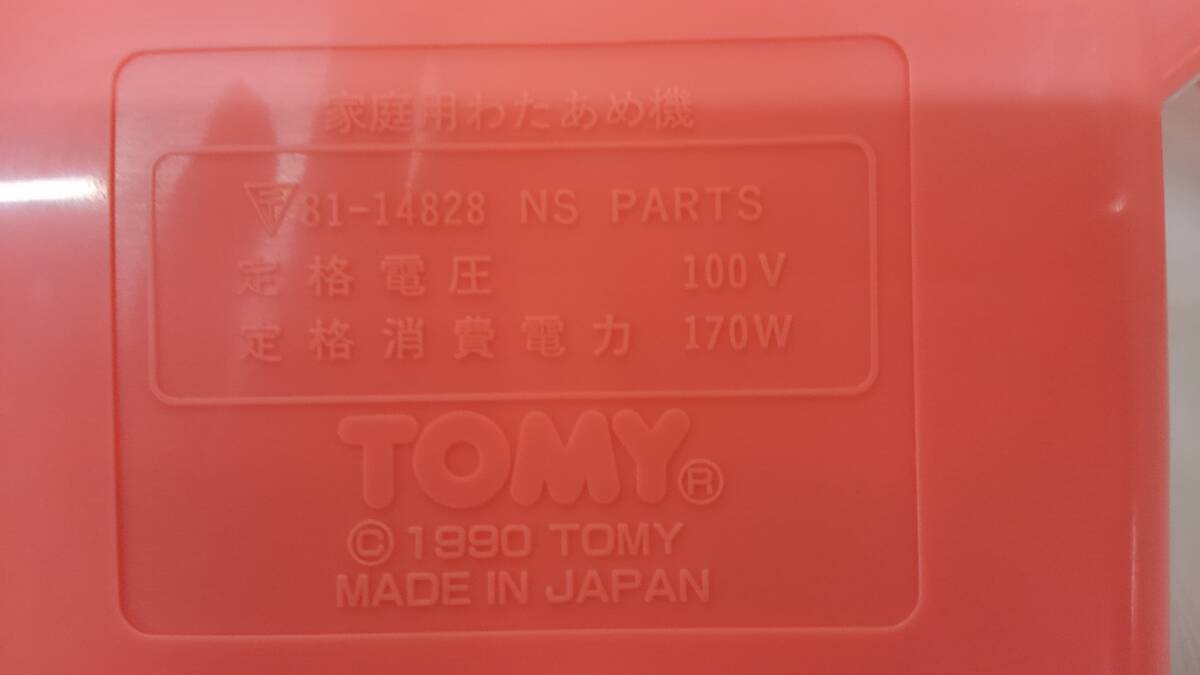 家庭用わたあめ機
81-14828 NS PARTS
定格電圧 100V
定格消費電力 170W
TOMY®
© 1990 TOMY
MADE IN JAPAN